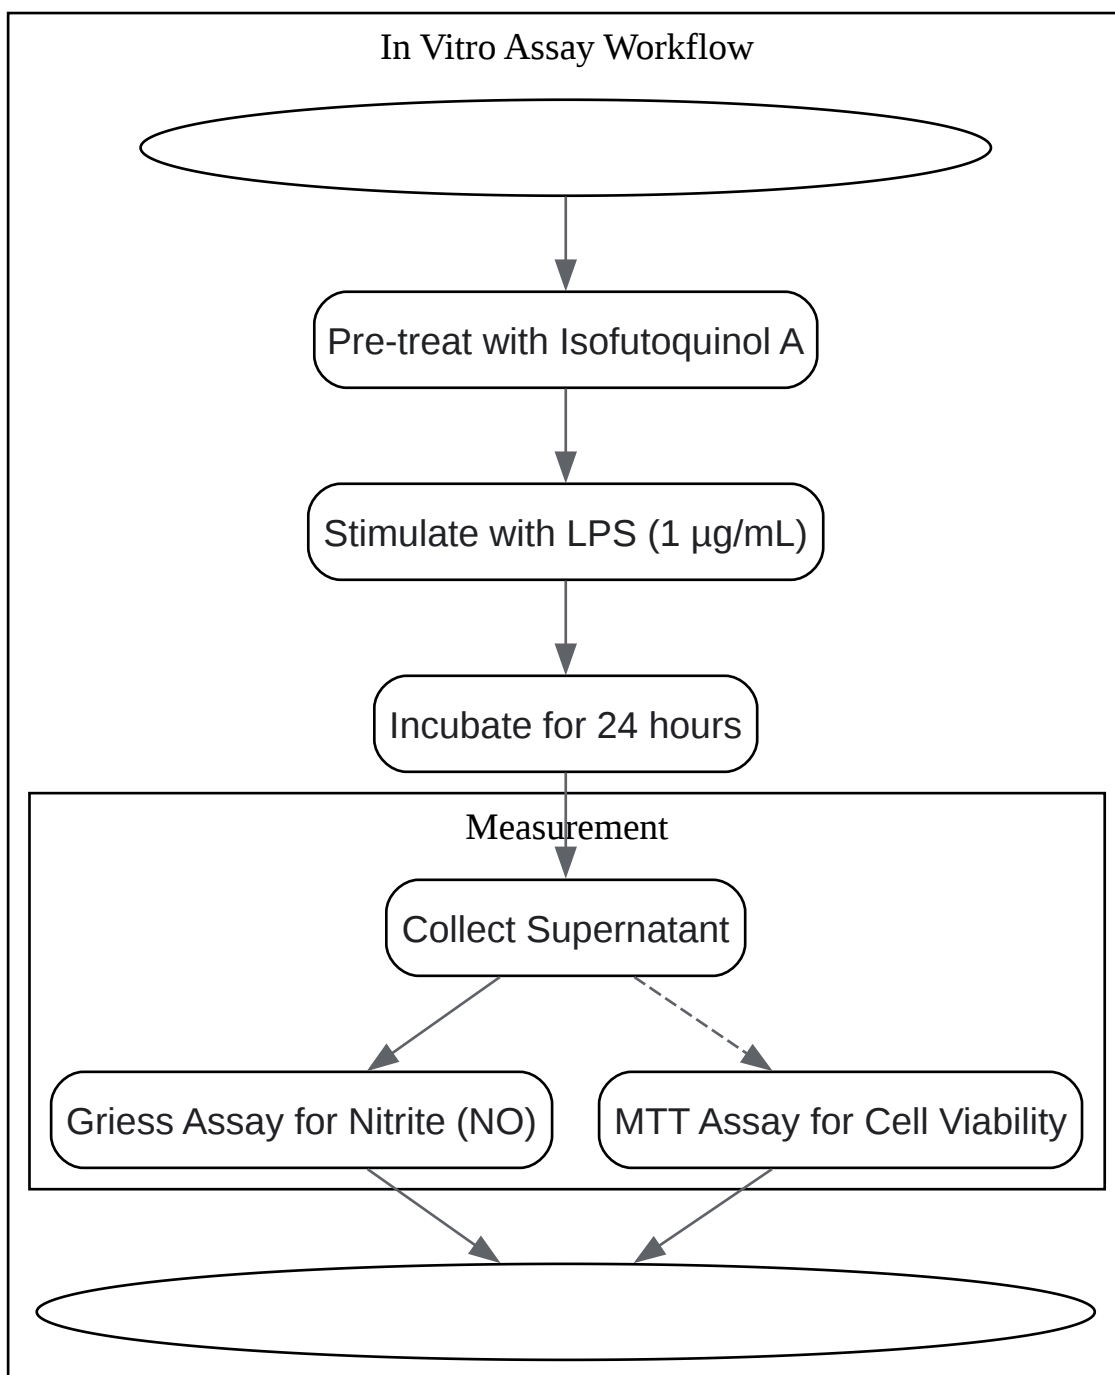 In Vitro Assay Workflow
Pre-treat with Isofutoquinol A
Stimulate with LPS (1 µg/mL)
Incubate for 24 hours
Measurement
Collect Supernatant
Griess Assay for Nitrite (NO)
MTT Assay for Cell Viability